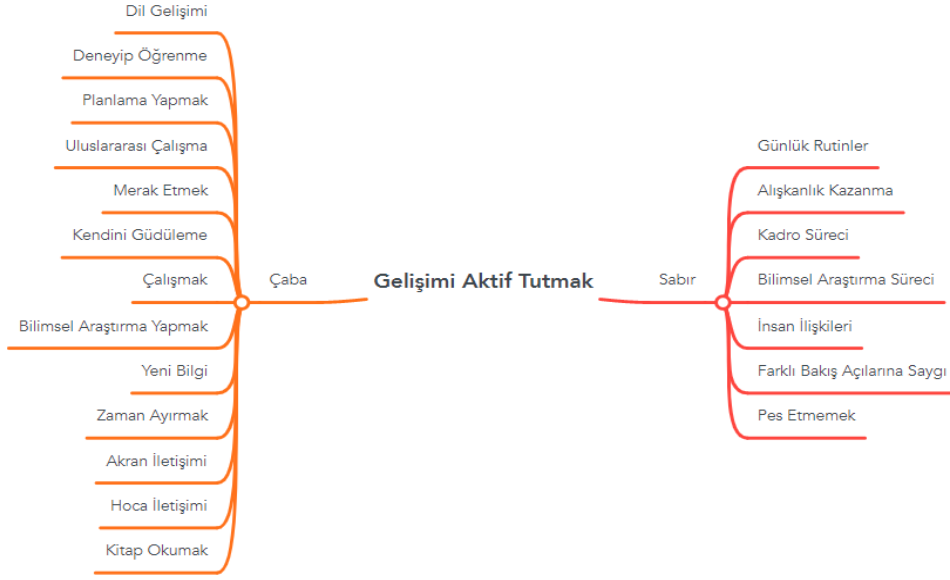 Dil Gelişimi
Deneyip Öğrenme
Planlama Yapmak
Uluslararası Çalışma
Merak Etmek
Kendini Güdüleme
Çalışmak
Bilimsel Araştırma Yapmak
Yeni Bilgi
Zaman Ayırmak
Akran İletişimi
Hoca İletişimi
Kitap Okumak
Çaba
Gelişimi Aktif Tutmak
Sabır
Günlük Rutinler
Alışkanlık Kazanma
Kadro Süreci
Bilimsel Araştırma Süreci
İnsan İlişkileri
Farklı Bakış Açılarına Saygı
Pes Etmemek